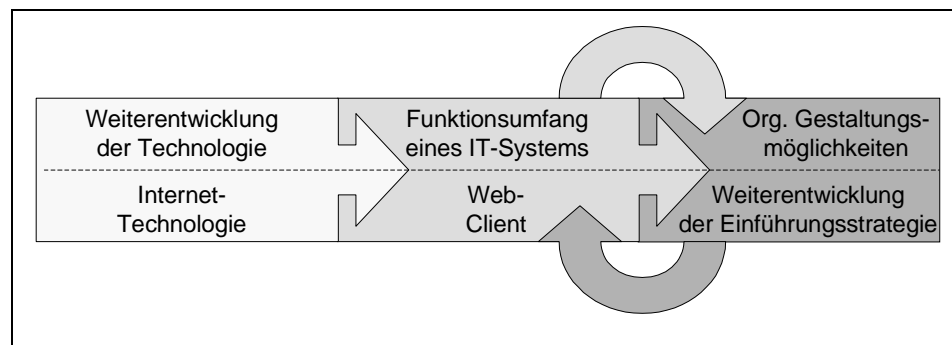 Weiterentwicklung
der Technologie
Funktionsumfang
eines IT-Systems
Org. Gestaltungs-
möglichkeiten
Internet-
Technologie
Web-
Client
Weiterentwicklung
der Einführungsstrategie